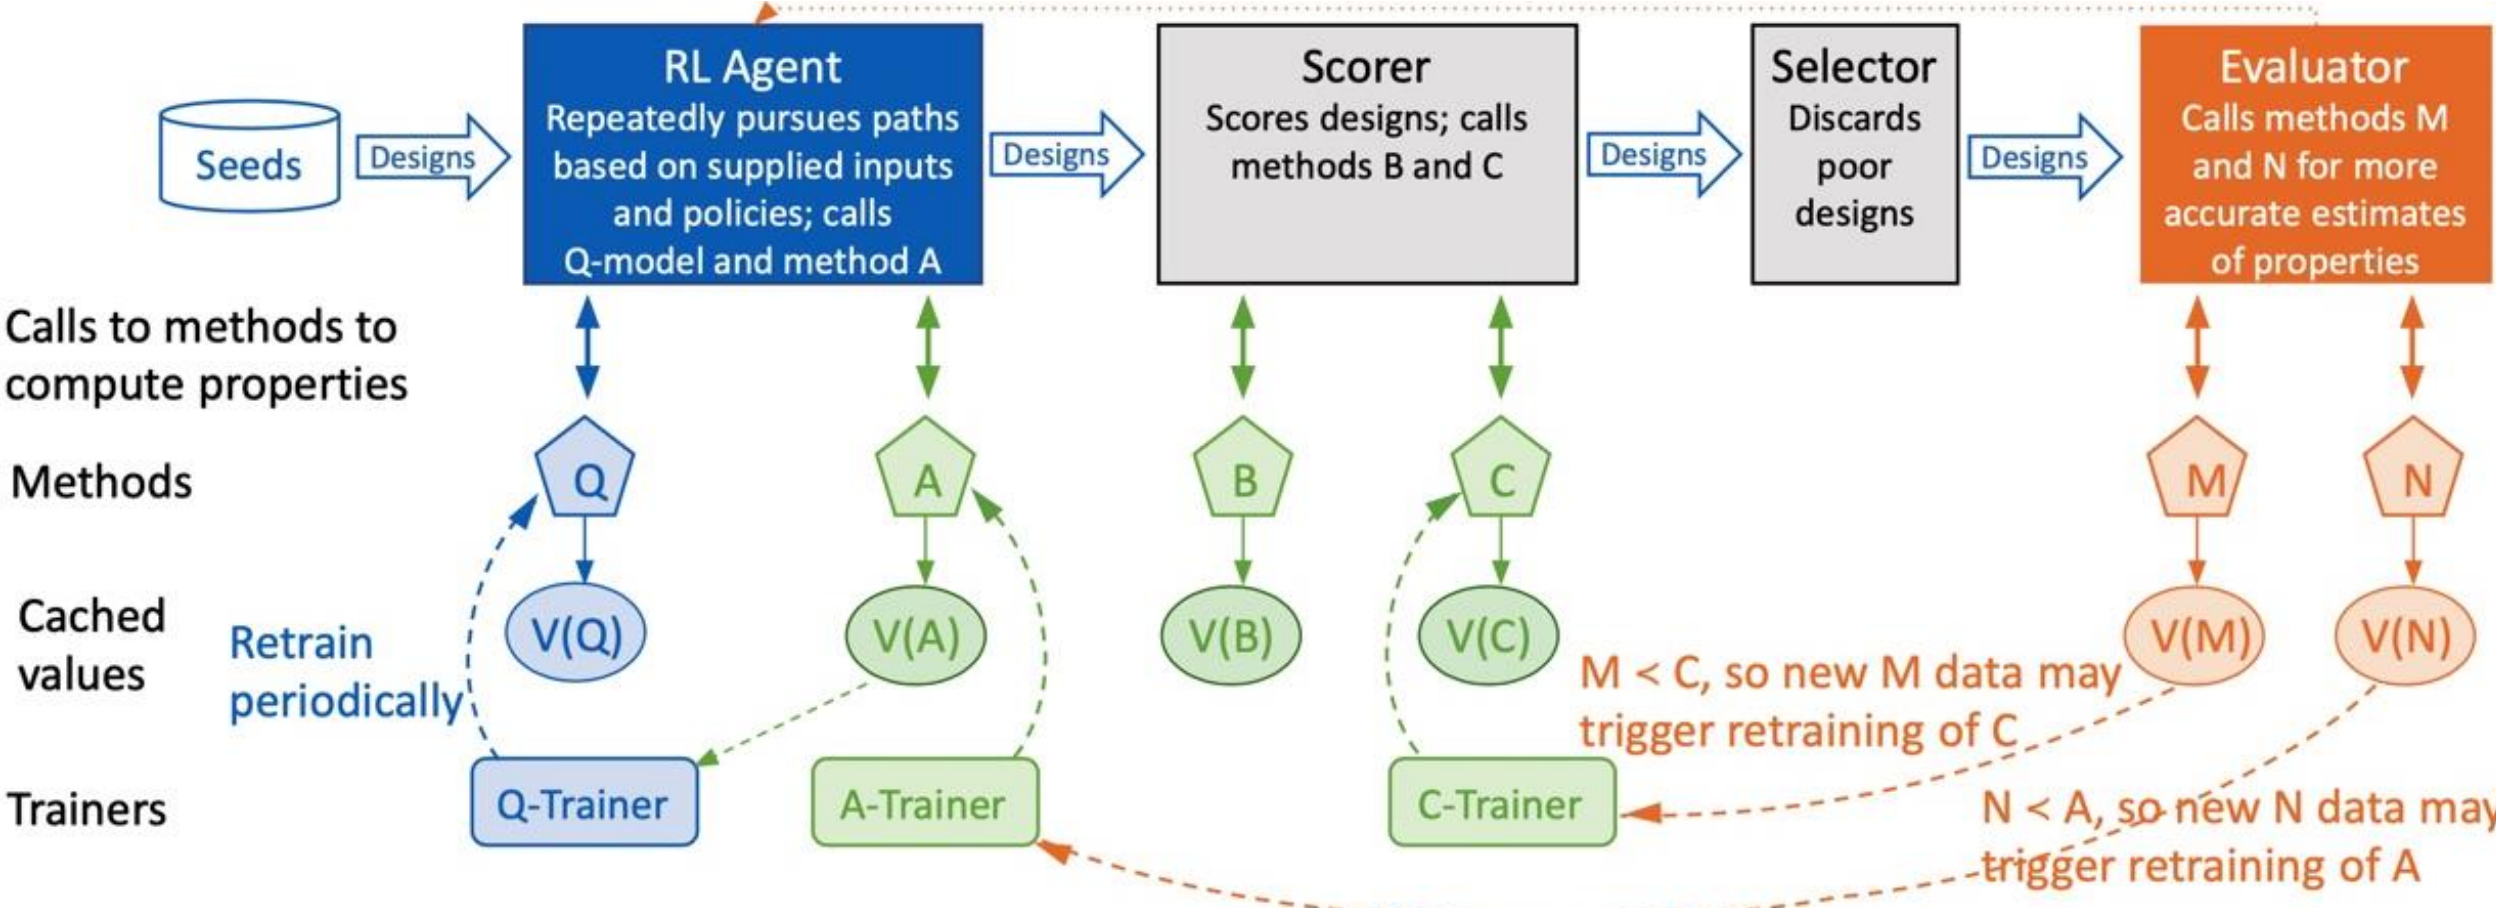 Seeds
Designs
RL Agent
Repeatedly pursues paths
based on supplied inputs
and policies; calls
Q-model and method A
Designs
Scorer
Scores designs; calls
methods B and C
Designs
Selector
Discards
poor
designs
Designs
Evaluator
Calls methods M
and N for more
accurate estimates
of properties
Calls to methods to
compute properties
Methods
Q
A
B
C
M
N
Cached
values
V(Q)
V(A)
V(B)
V(C)
V(M)
V(N)
Retrain
periodically
M < C, so new M data may
trigger retraining of C
Trainers
Q-Trainer
A-Trainer
C-Trainer
N < A, so new N data may
trigger retraining of A